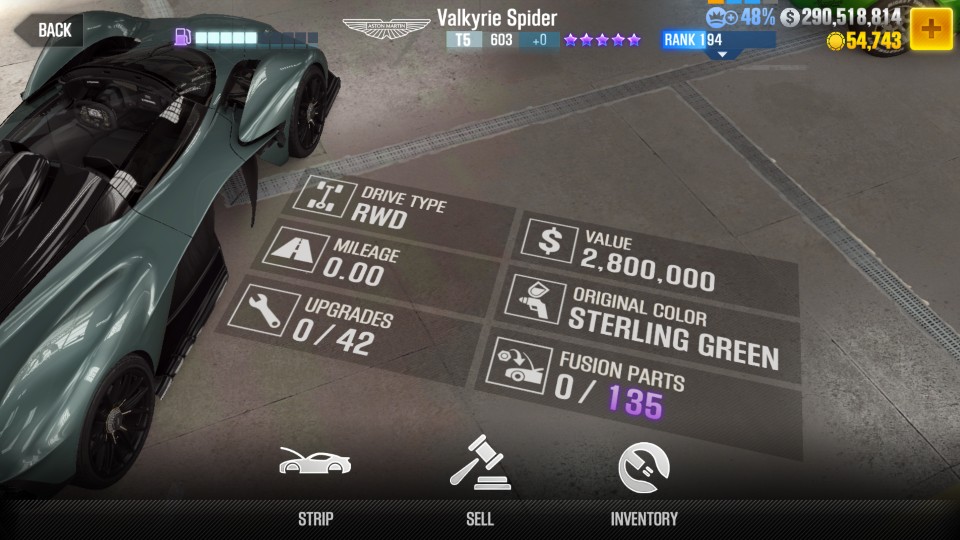 BACK
ASTON MARTIN
Valkyrie Spider
48%
290,518,814
T5 603 +0
RANK 194
54,743
DRIVE TYPE
RWD
MILEAGE
0.00
UPGRADES
0 / 42
VALUE
2,800,000
ORIGINAL COLOR
STERLING GREEN
FUSION PARTS
0 / 135
STRIP
SELL
INVENTORY